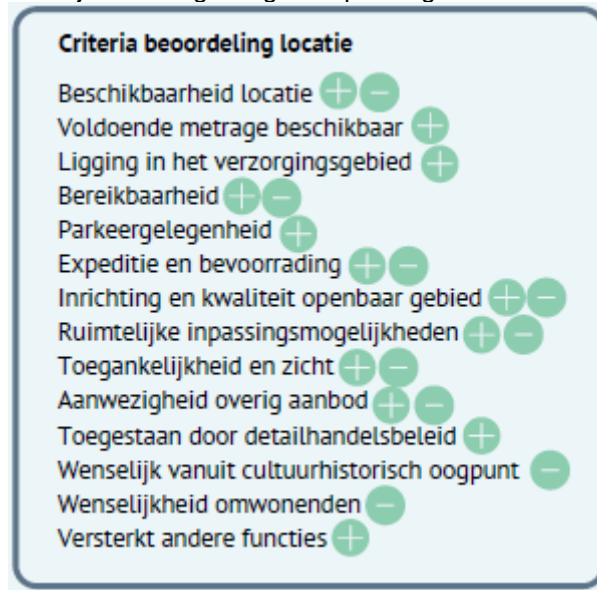 Criteria beoordeling locatie
Beschikbaarheid locatie + −
Voldoende metrage beschikbaar +
Ligging in het verzorgingsgebied +
Bereikbaarheid + −
Parkeergelegenheid +
Expeditie en bevoorrading + −
Inrichting en kwaliteit openbaar gebied + −
Ruimtelijke inpassingsmogelijkheden + −
Toegankelijkheid en zicht + −
Aanwezigheid overig aanbod + −
Toegestaan door detailhandelsbeleid +
Wenselijk vanuit cultuurhistorisch oogpunt −
Wenselijkheid omwonenden −
Versterkt andere functies +